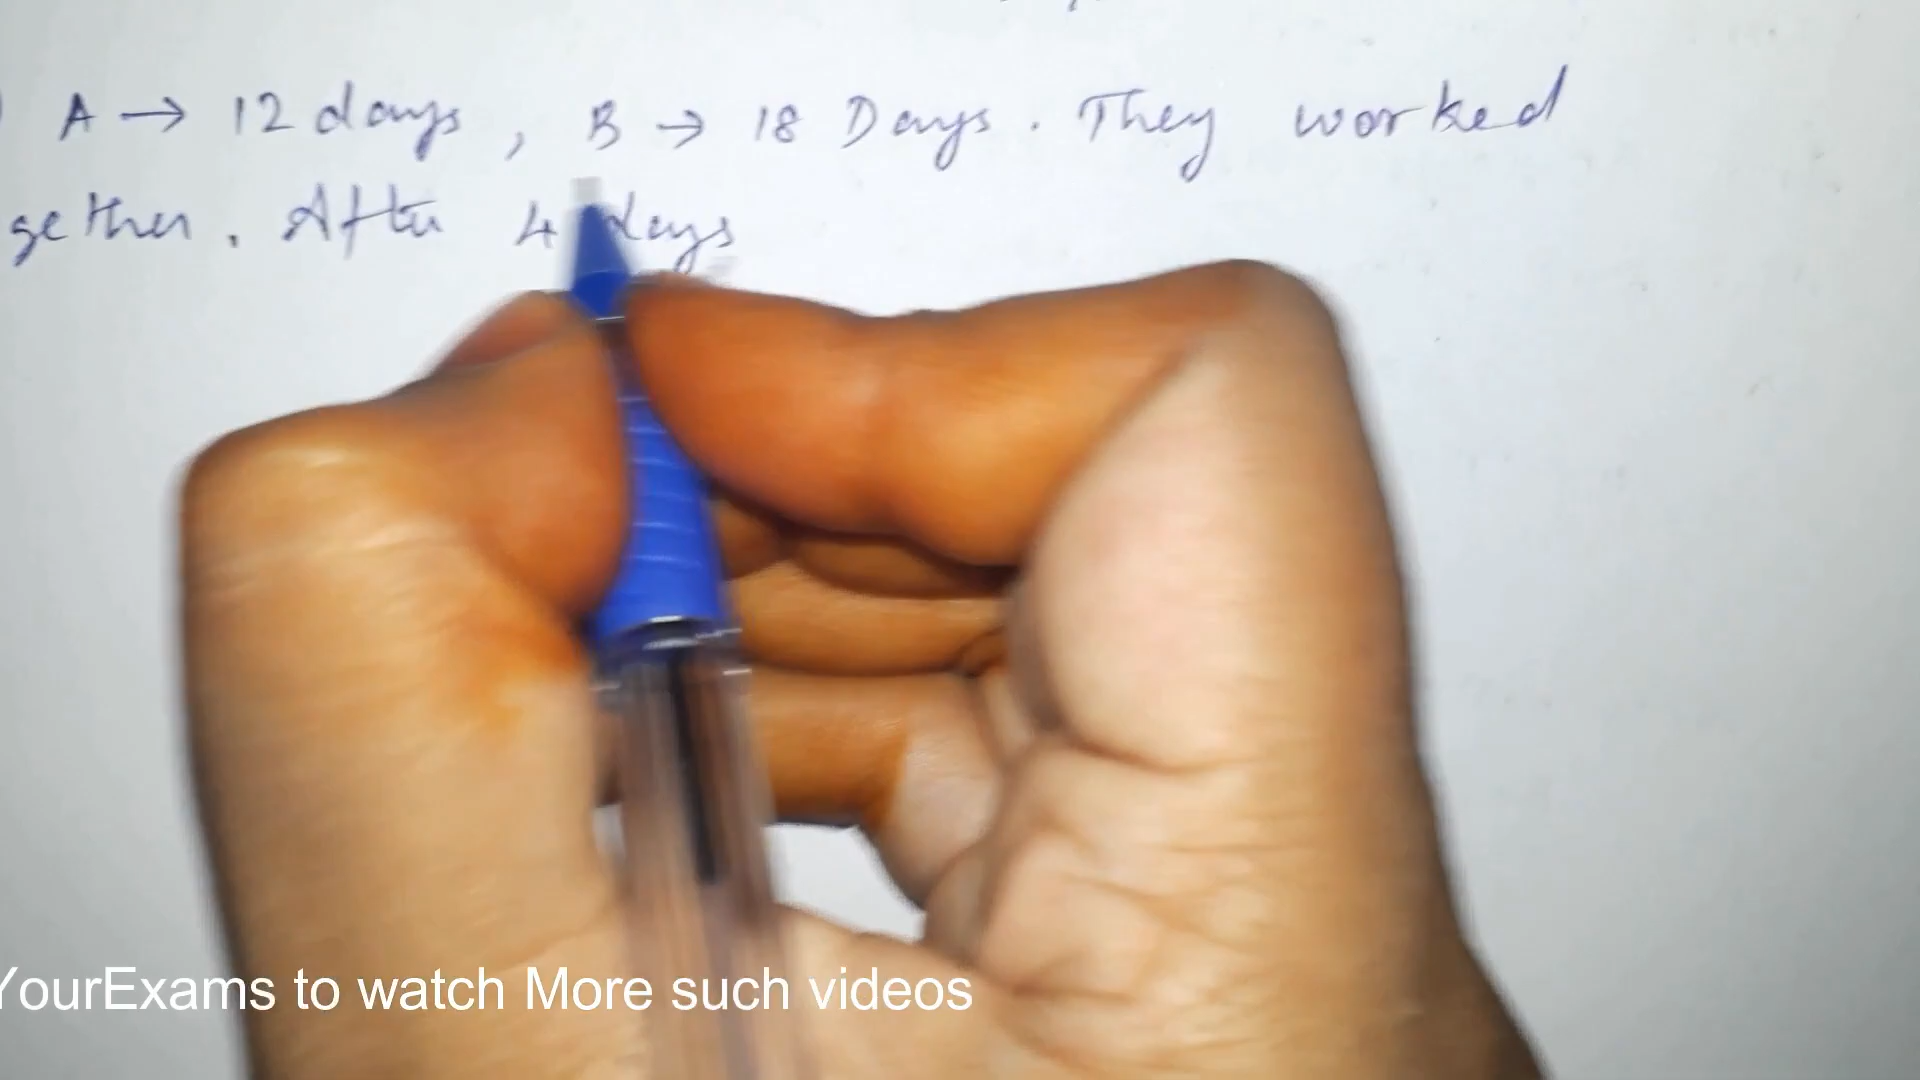 A → 12 days , B → 18 Days . They worked
gether . After 4 days
YourExams to watch More such videos